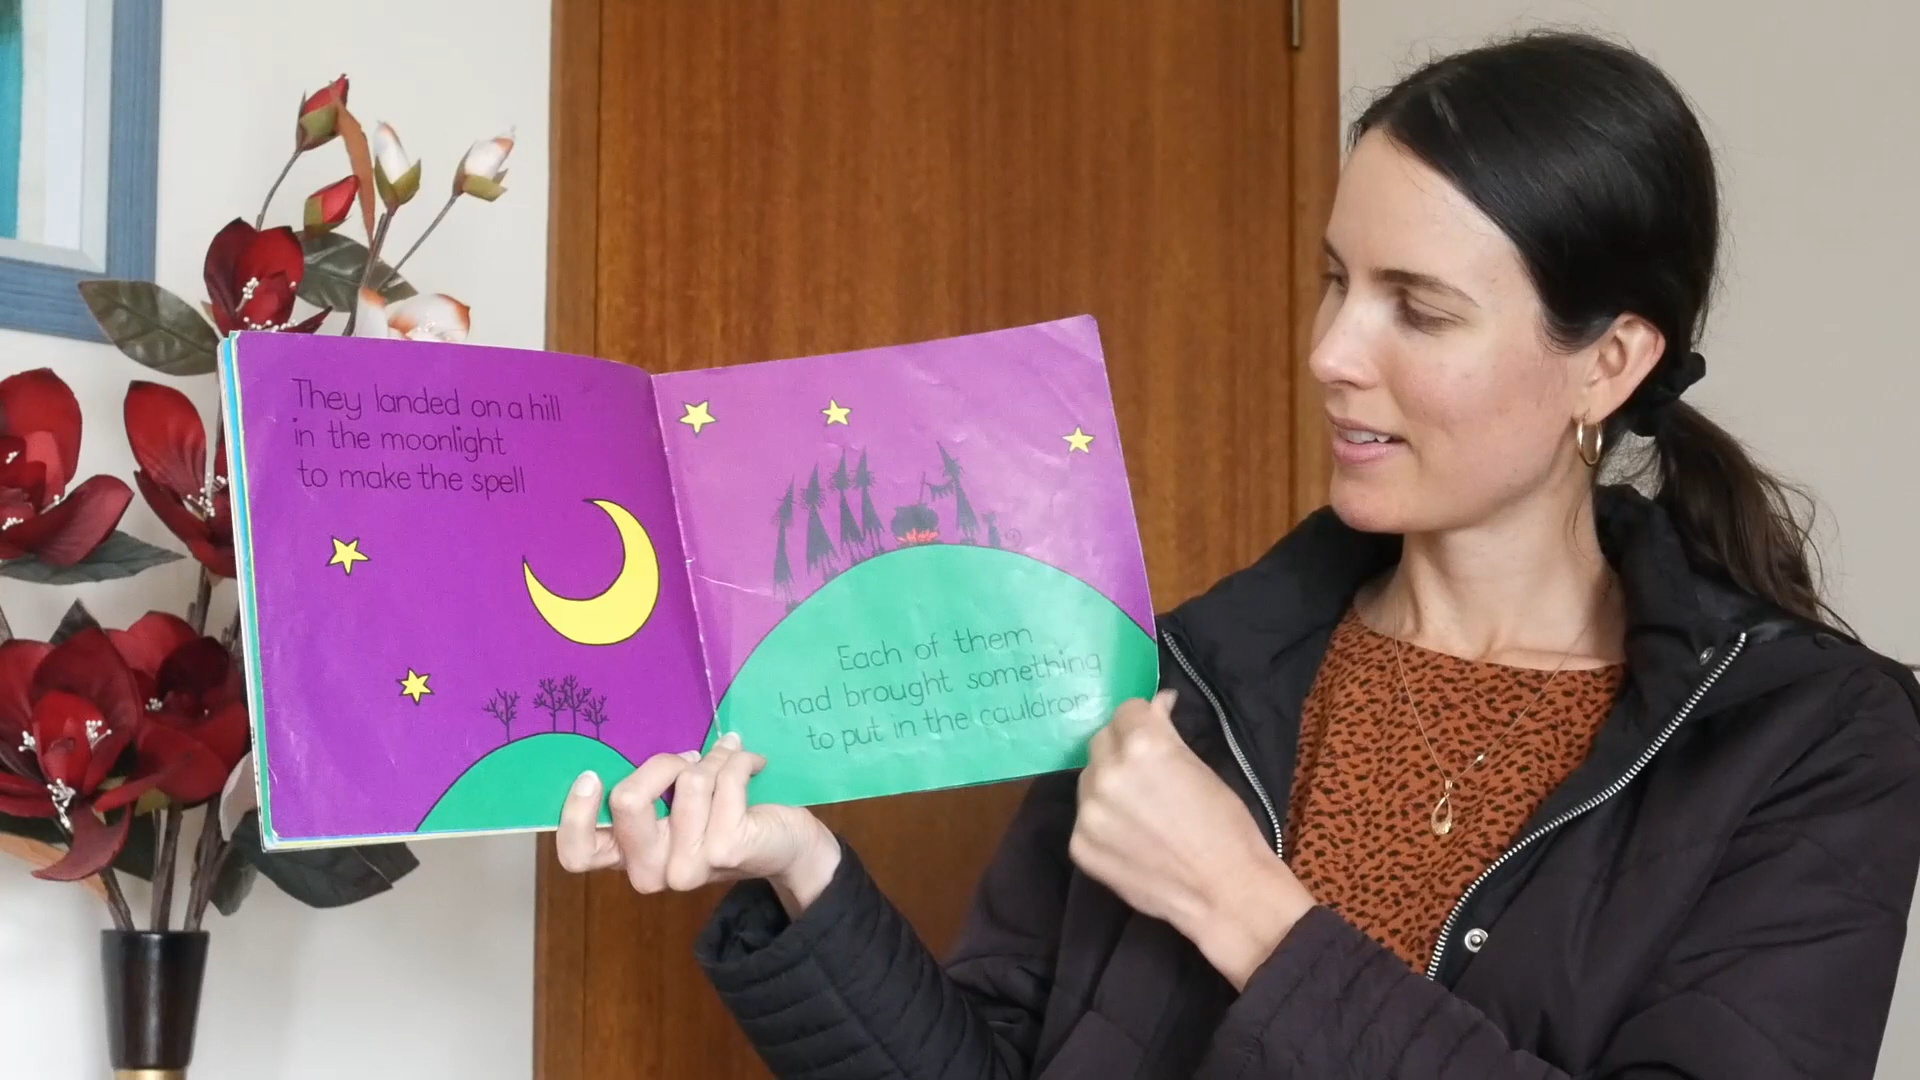 They landed on a hill
in the moonlight
to make the spell
Each of them
had brought something
to put in the cauldron